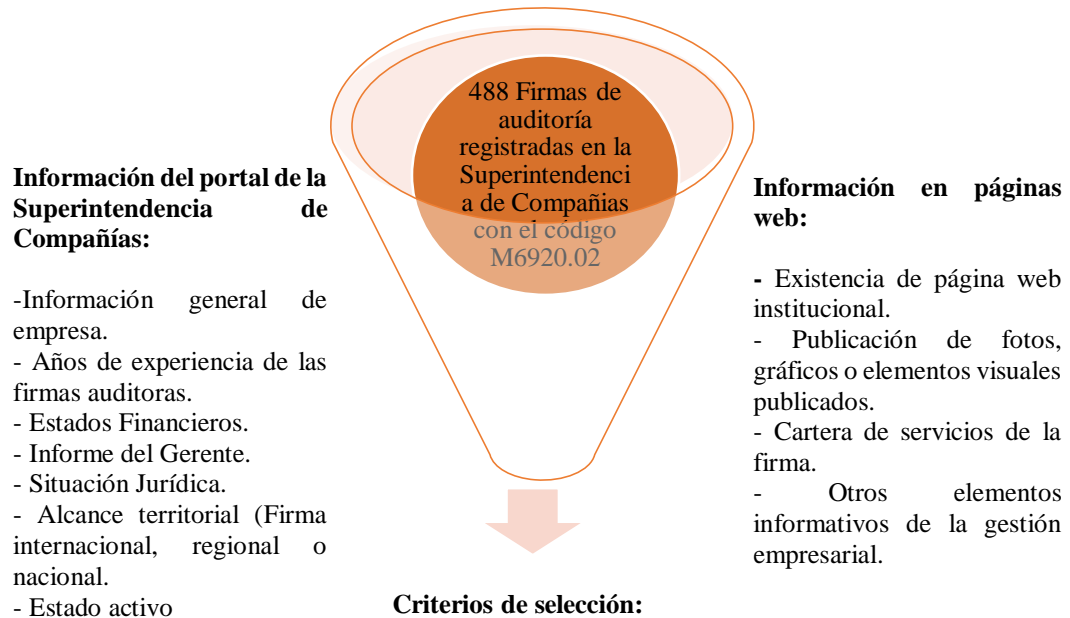 488 Firmas de
auditoría
registradas en la
Superintendenci
a de Compañias
con el código
M6920.02
Información del portal de la
Superintendencia de
Compañías:
-Información general de
empresa.
- Años de experiencia de las
firmas auditoras.
- Estados Financieros.
- Informe del Gerente.
- Situación Jurídica.
- Alcance territorial (Firma
internacional, regional o
nacional.
- Estado activo
Información en páginas
web:
- Existencia de página web
institucional.
- Publicación de fotos,
gráficos o elementos visuales
publicados.
- Cartera de servicios de la
firma.
- Otros elementos
informativos de la gestión
empresarial.
Criterios de selección: